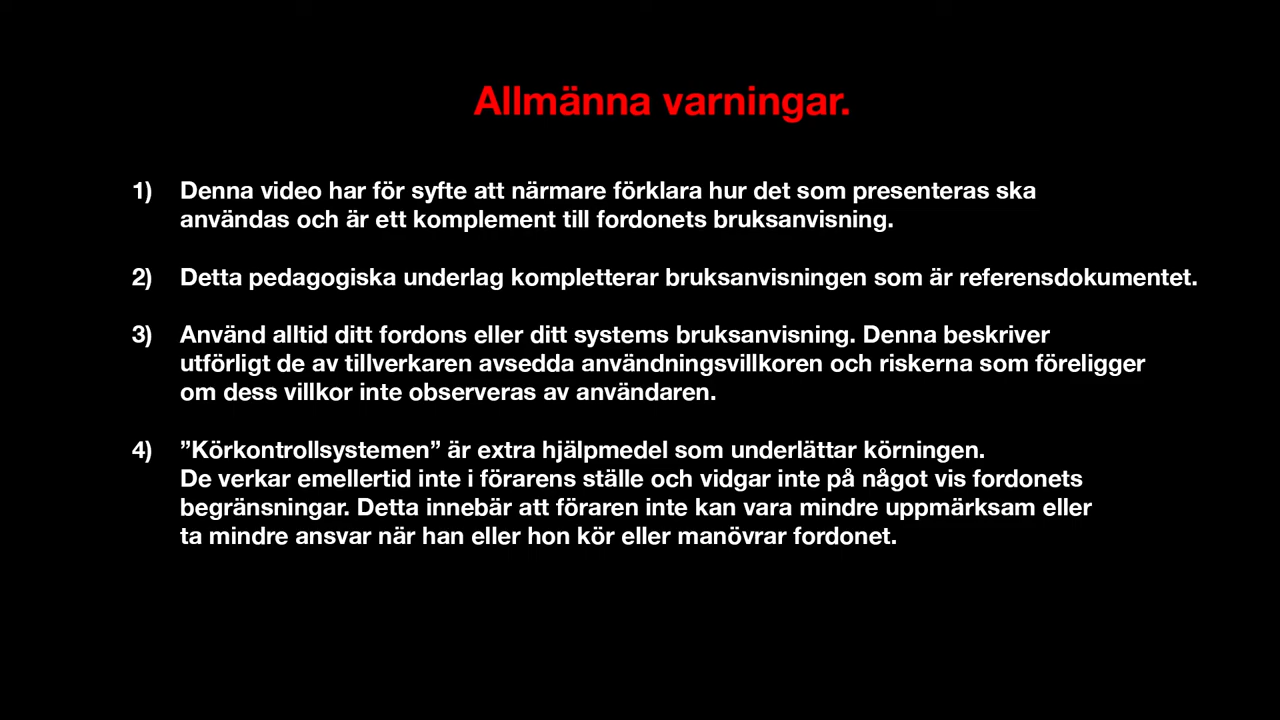 Allmänna varningar.
1) Denna video har för syfte att närmare förklara hur det som presenteras ska
användas och är ett komplement till fordonets bruksanvisning.
2) Detta pedagogiska underlag kompletterar bruksanvisningen som är referensdokumentet.
3) Använd alltid ditt fordons eller ditt systems bruksanvisning. Denna beskriver
utförligt de av tillverkaren avsedda användningsvillkoren och riskerna som föreligger
om dess villkor inte observeras av användaren.
4) ”Körkontrollsystemen” är extra hjälpmedel som underlättar körningen.
De verkar emellertid inte i förarens ställe och vidgar inte på något vis fordonets
begränsningar. Detta innebär att föraren inte kan vara mindre uppmärksam eller
ta mindre ansvar när han eller hon kör eller manövrar fordonet.